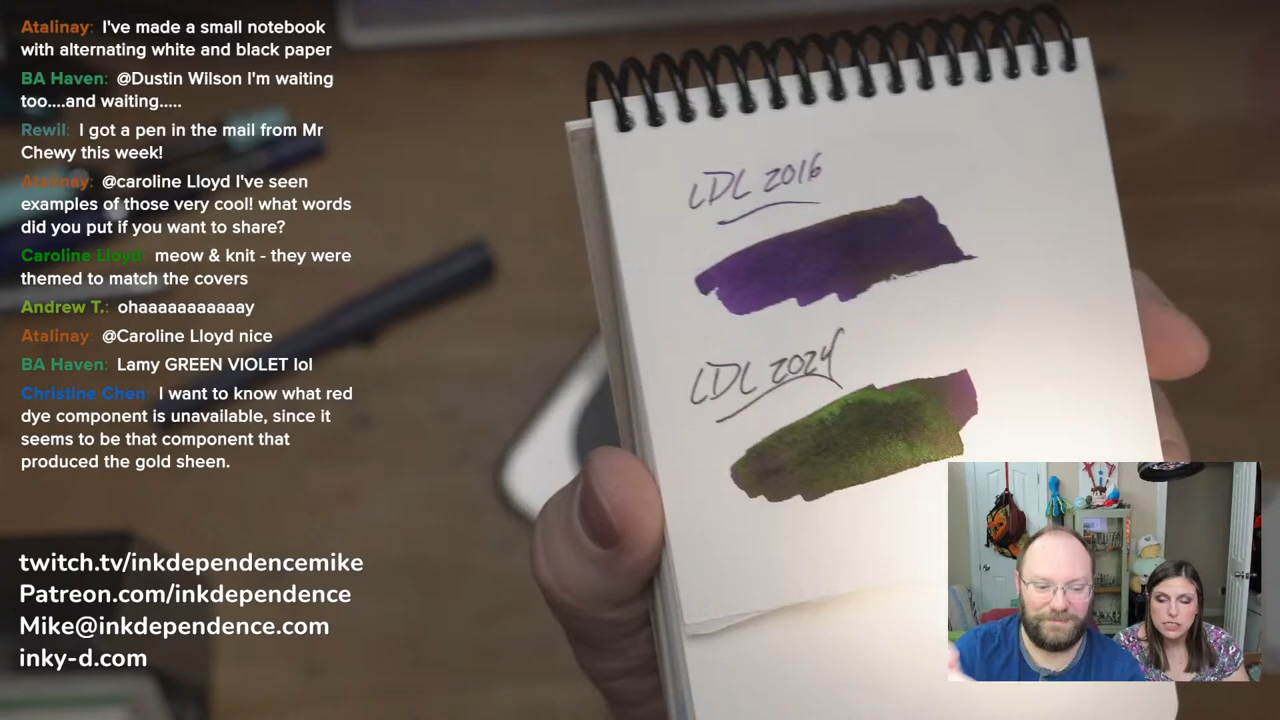 Atalinay: I've made a small notebook
with alternating white and black paper
BA Haven: @Dustin Wilson I'm waiting
too....and waiting.....
Rewil: I got a pen in the mail from Mr
Chewy this week!
Atalinay: @caroline Lloyd I've seen
examples of those very cool! what words
did you put if you want to share?
Caroline Lloyd: meow & knit - they were
themed to match the covers
Andrew T.: ohaaaaaaaaaay
Atalinay: @Caroline Lloyd nice
BA Haven: Lamy GREEN VIOLET lol
Christine Chen: I want to know what red
dye component is unavailable, since it
seems to be that component that
produced the gold sheen.
twitch.tv/inkdependencemike
Patreon.com/inkdependence
Mike@inkdependence.com
inky-d.com
LDL 2016
LDL 2024